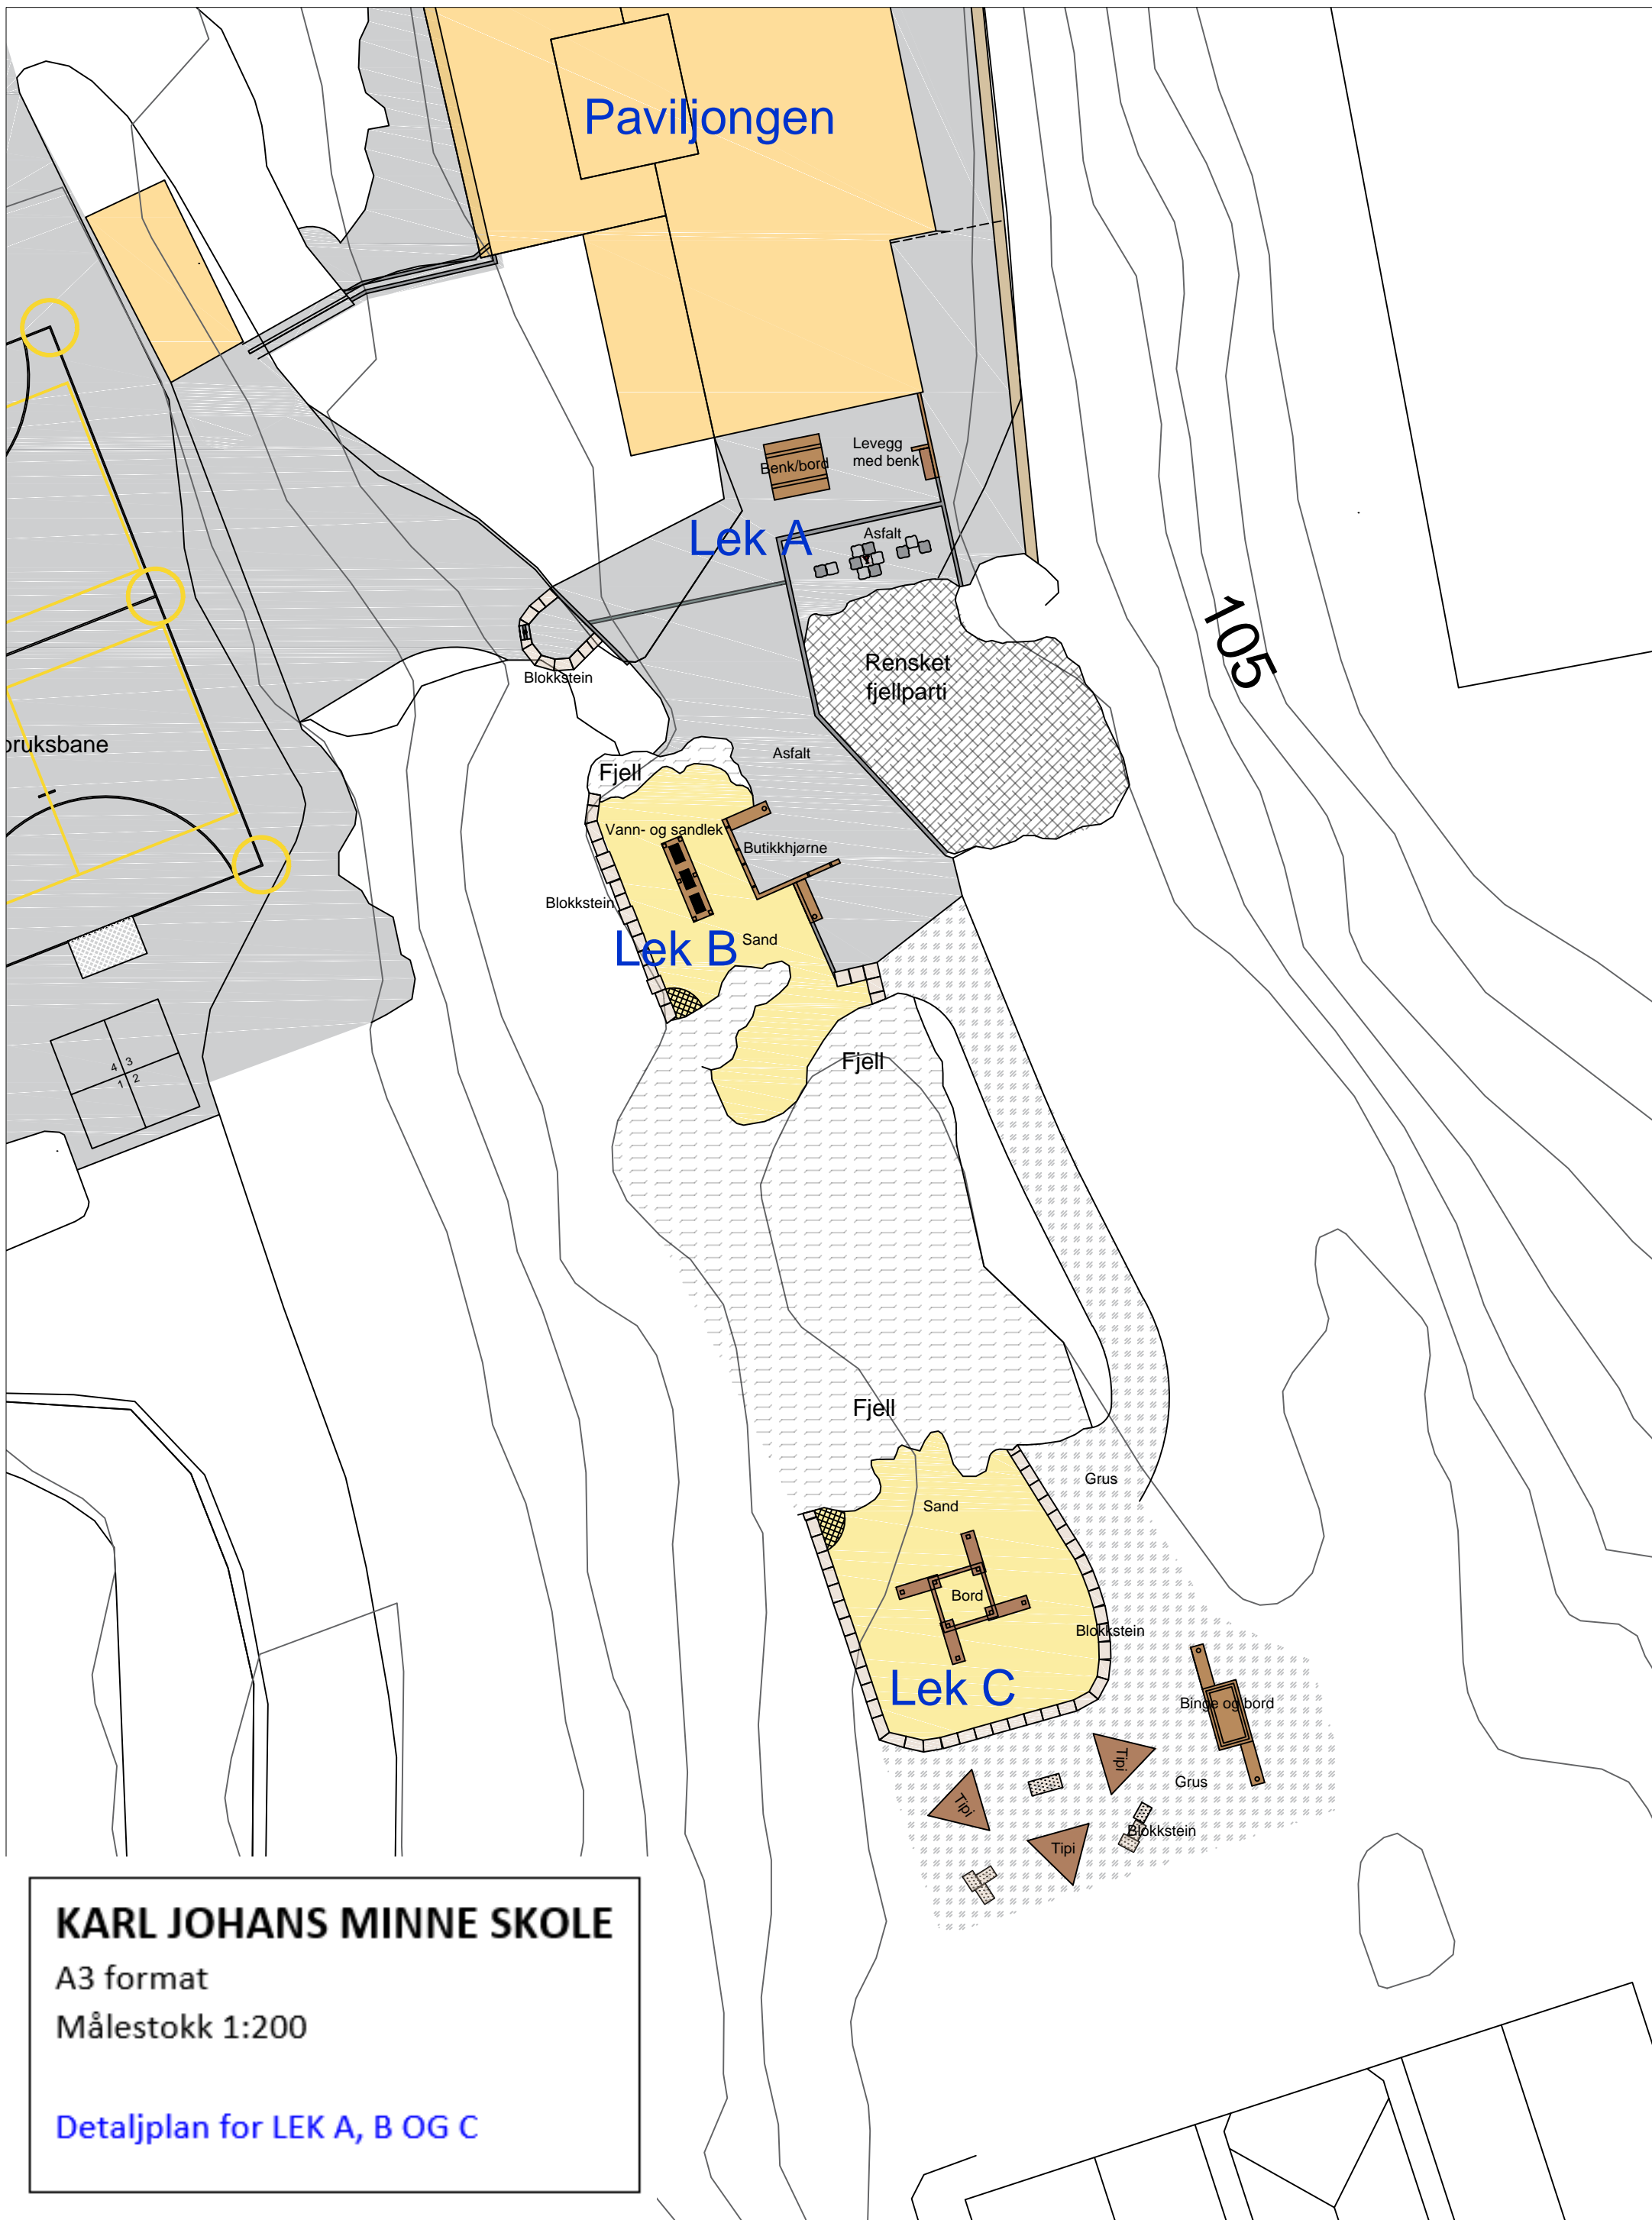 Paviljongen
Levegg
med benk
Benk/bord
Lek A
Asfalt
105
Rensket
fjellparti
Blokkstein
bruksbane
Asfalt
Fjell
Vann- og sandlek
Butikkhjørne
Blokkstein
Lek B
Sand
4 3
1 2
Fjell
Fjell
Grus
Sand
Bord
Blokkstein
Lek C
Binge og bord
Tipi
Grus
Tipi
Blokkstein
Tipi
KARL JOHANS MINNE SKOLE
A3 format
Målestokk 1:200
Detaljplan for LEK A, B OG C